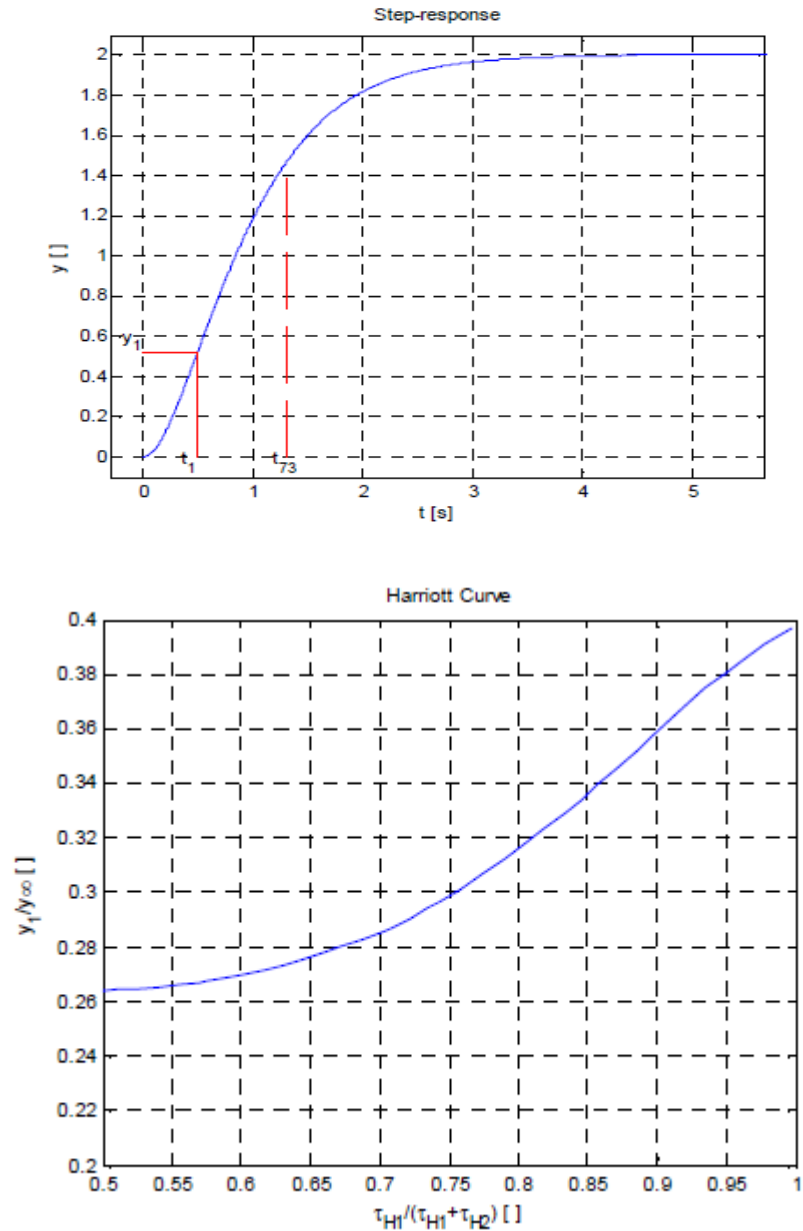 Step-response
2
1.8
1.6
1.4
1.2
1
0.8
0.6
0.4
0.2
0
y [ ]
y₁
t₁
t₇₃
0 1 2 3 4 5
t [s]
Harriott Curve
0.4
0.38
0.36
0.34
0.32
0.3
0.28
0.26
0.24
0.22
0.2
y₁/y∞ [ ]
0.5 0.55 0.6 0.65 0.7 0.75 0.8 0.85 0.9 0.95 1
τH1/(τH1+τH2) [ ]